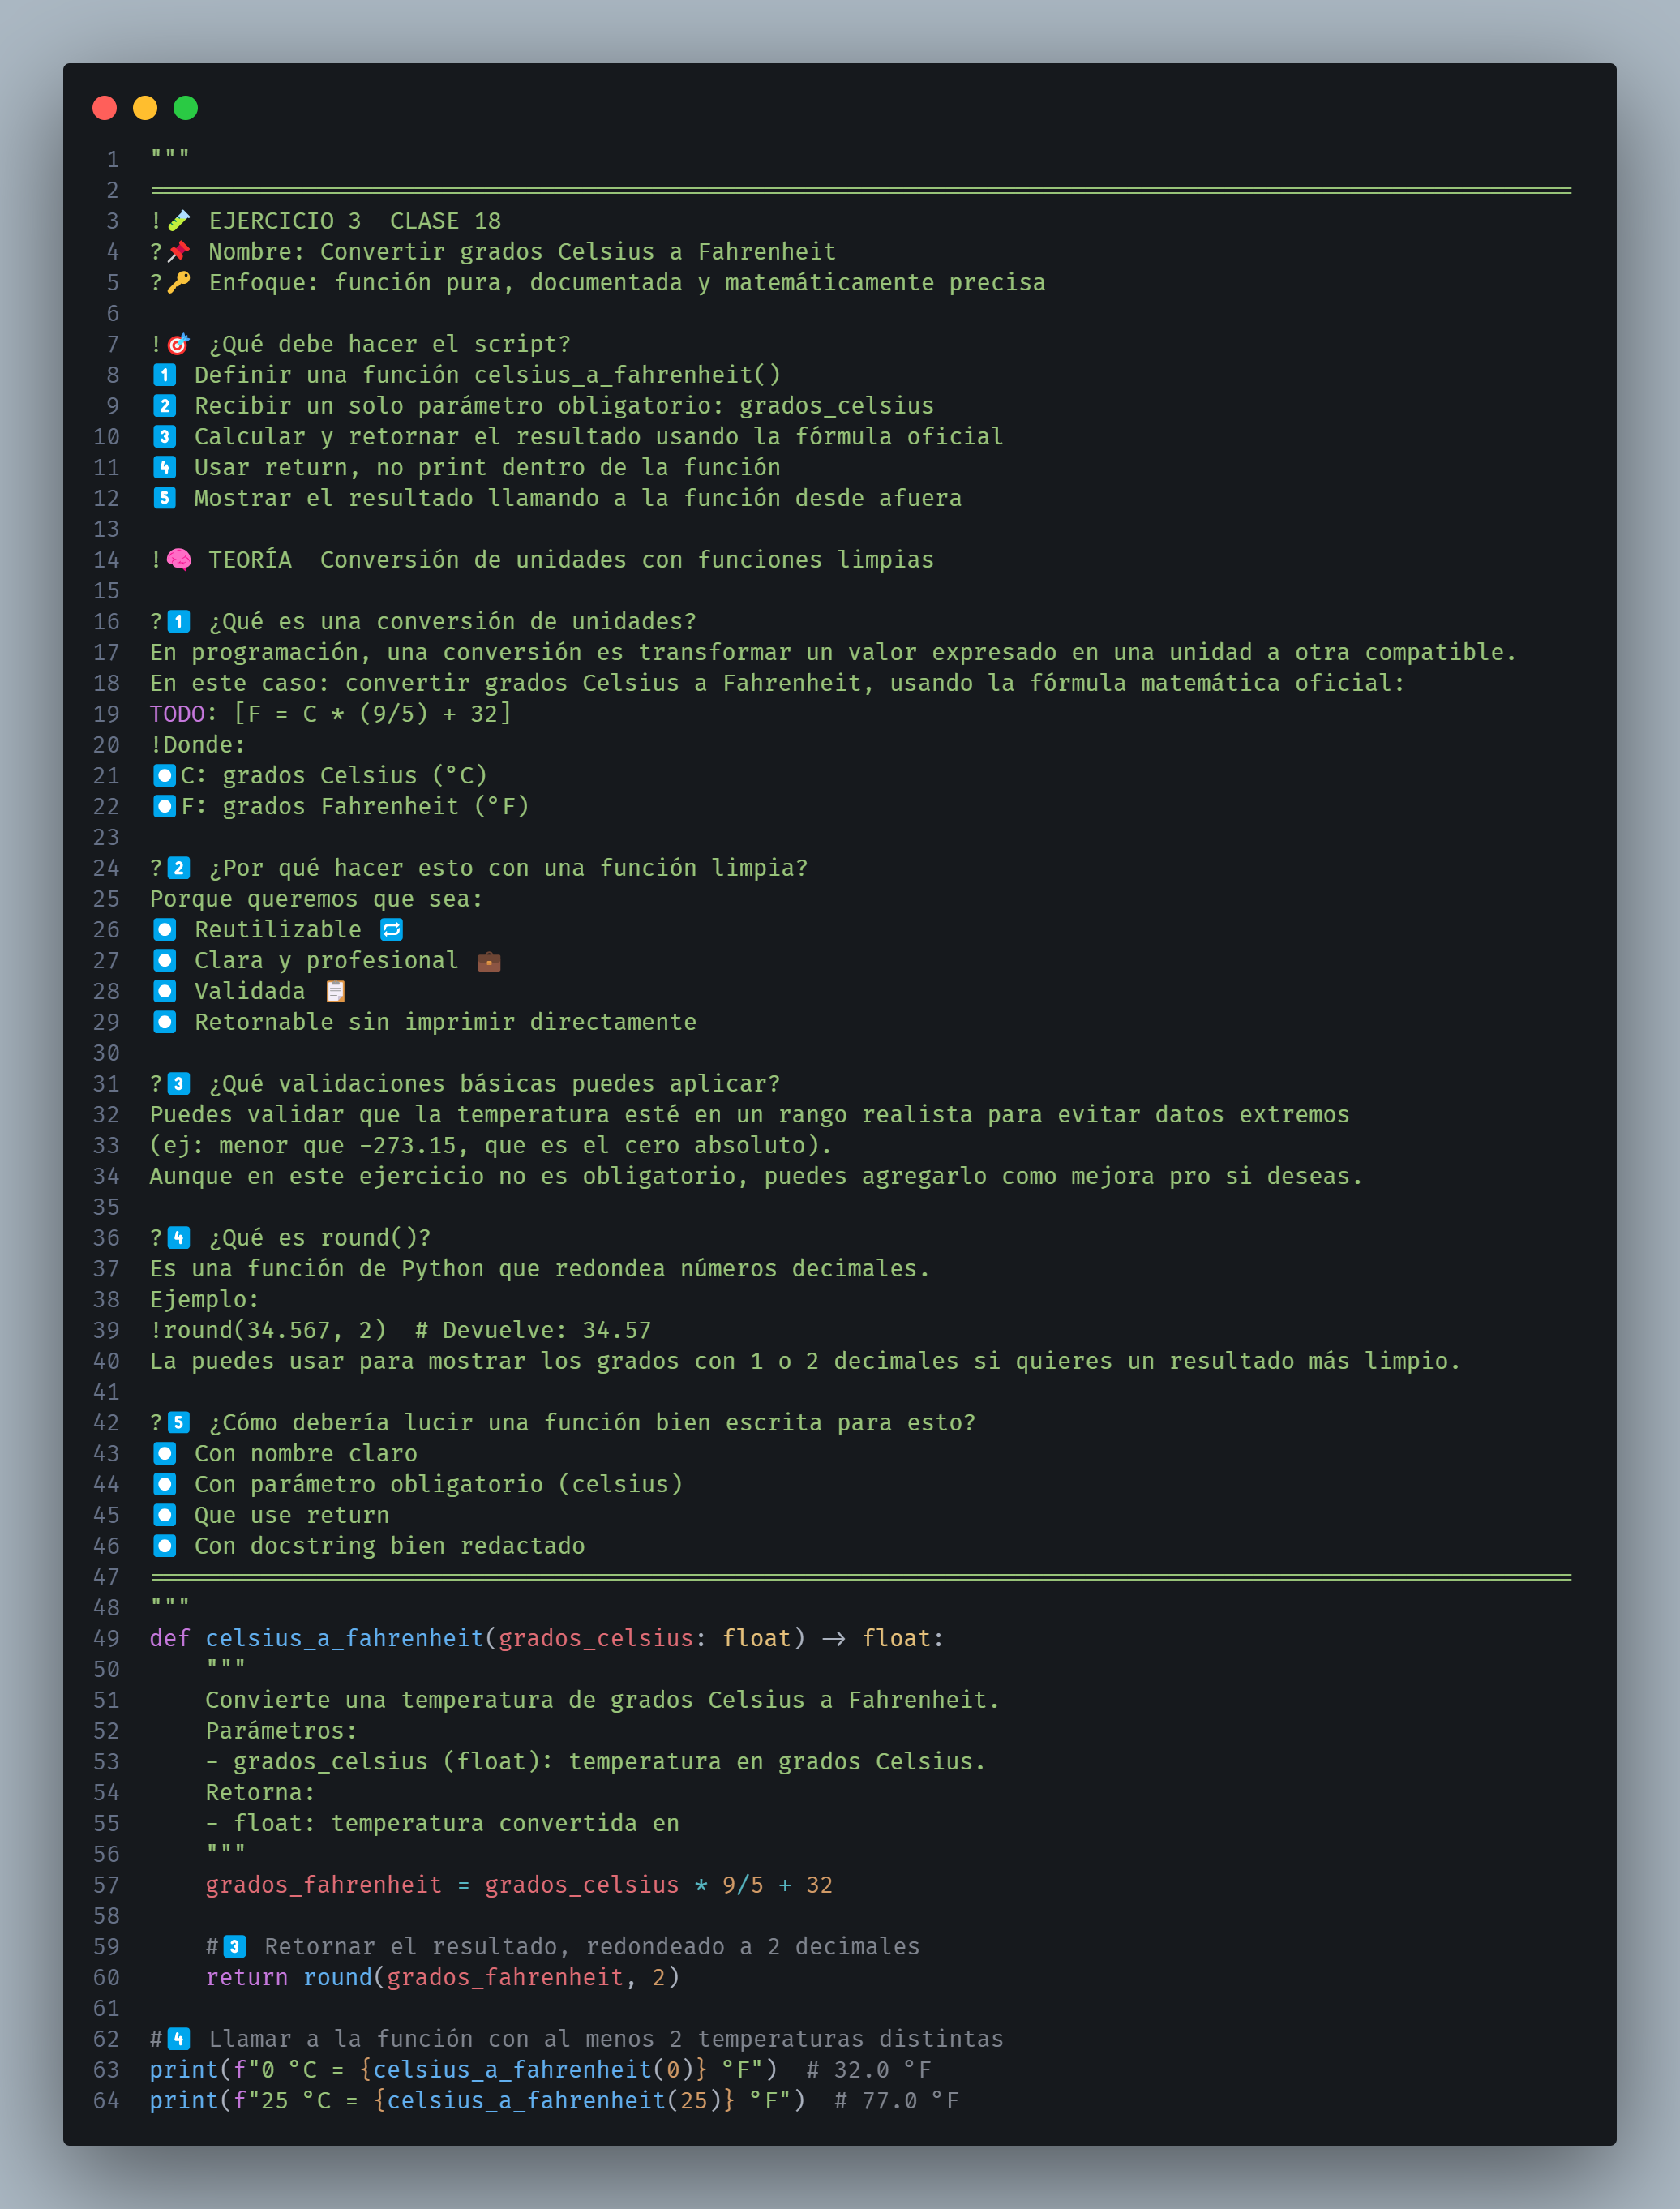 1 """
2 ======================================================================================================
3 !🧪 EJERCICIO 3  CLASE 18
4 ?📌 Nombre: Convertir grados Celsius a Fahrenheit
5 ?🔑 Enfoque: función pura, documentada y matemáticamente precisa
6
7 !🎯 ¿Qué debe hacer el script?
8 1️⃣ Definir una función celsius_a_fahrenheit()
9 2️⃣ Recibir un solo parámetro obligatorio: grados_celsius
10 3️⃣ Calcular y retornar el resultado usando la fórmula oficial
11 4️⃣ Usar return, no print dentro de la función
12 5️⃣ Mostrar el resultado llamando a la función desde afuera
13
14 !🧠 TEORÍA  Conversión de unidades con funciones limpias
15
16 ?1️⃣ ¿Qué es una conversión de unidades?
17 En programación, una conversión es transformar un valor expresado en una unidad a otra compatible.
18 En este caso: convertir grados Celsius a Fahrenheit, usando la fórmula matemática oficial:
19 TODO: [F = C * (9/5) + 32]
20 !Donde:
21 ⏺️C: grados Celsius (°C)
22 ⏺️F: grados Fahrenheit (°F)
23
24 ?2️⃣ ¿Por qué hacer esto con una función limpia?
25 Porque queremos que sea:
26 ⏺️ Reutilizable 🔁
27 ⏺️ Clara y profesional 💼
28 ⏺️ Validada 📋
29 ⏺️ Retornable sin imprimir directamente
30
31 ?3️⃣ ¿Qué validaciones básicas puedes aplicar?
32 Puedes validar que la temperatura esté en un rango realista para evitar datos extremos
33 (ej: menor que -273.15, que es el cero absoluto).
34 Aunque en este ejercicio no es obligatorio, puedes agregarlo como mejora pro si deseas.
35
36 ?4️⃣ ¿Qué es round()?
37 Es una función de Python que redondea números decimales.
38 Ejemplo:
39 !round(34.567, 2)  # Devuelve: 34.57
40 La puedes usar para mostrar los grados con 1 o 2 decimales si quieres un resultado más limpio.
41
42 ?5️⃣ ¿Cómo debería lucir una función bien escrita para esto?
43 ⏺️ Con nombre claro
44 ⏺️ Con parámetro obligatorio (celsius)
45 ⏺️ Que use return
46 ⏺️ Con docstring bien redactado
47 ======================================================================================================
48 """
49 def celsius_a_fahrenheit(grados_celsius: float) -> float:
50     """
51     Convierte una temperatura de grados Celsius a Fahrenheit.
52     Parámetros:
53     - grados_celsius (float): temperatura en grados Celsius.
54     Retorna:
55     - float: temperatura convertida en
56     """
57     grados_fahrenheit = grados_celsius * 9/5 + 32
58
59     #3️⃣ Retornar el resultado, redondeado a 2 decimales
60     return round(grados_fahrenheit, 2)
61
62 #4️⃣ Llamar a la función con al menos 2 temperaturas distintas
63 print(f"0 °C = {celsius_a_fahrenheit(0)} °F")  # 32.0 °F
64 print(f"25 °C = {celsius_a_fahrenheit(25)} °F")  # 77.0 °F